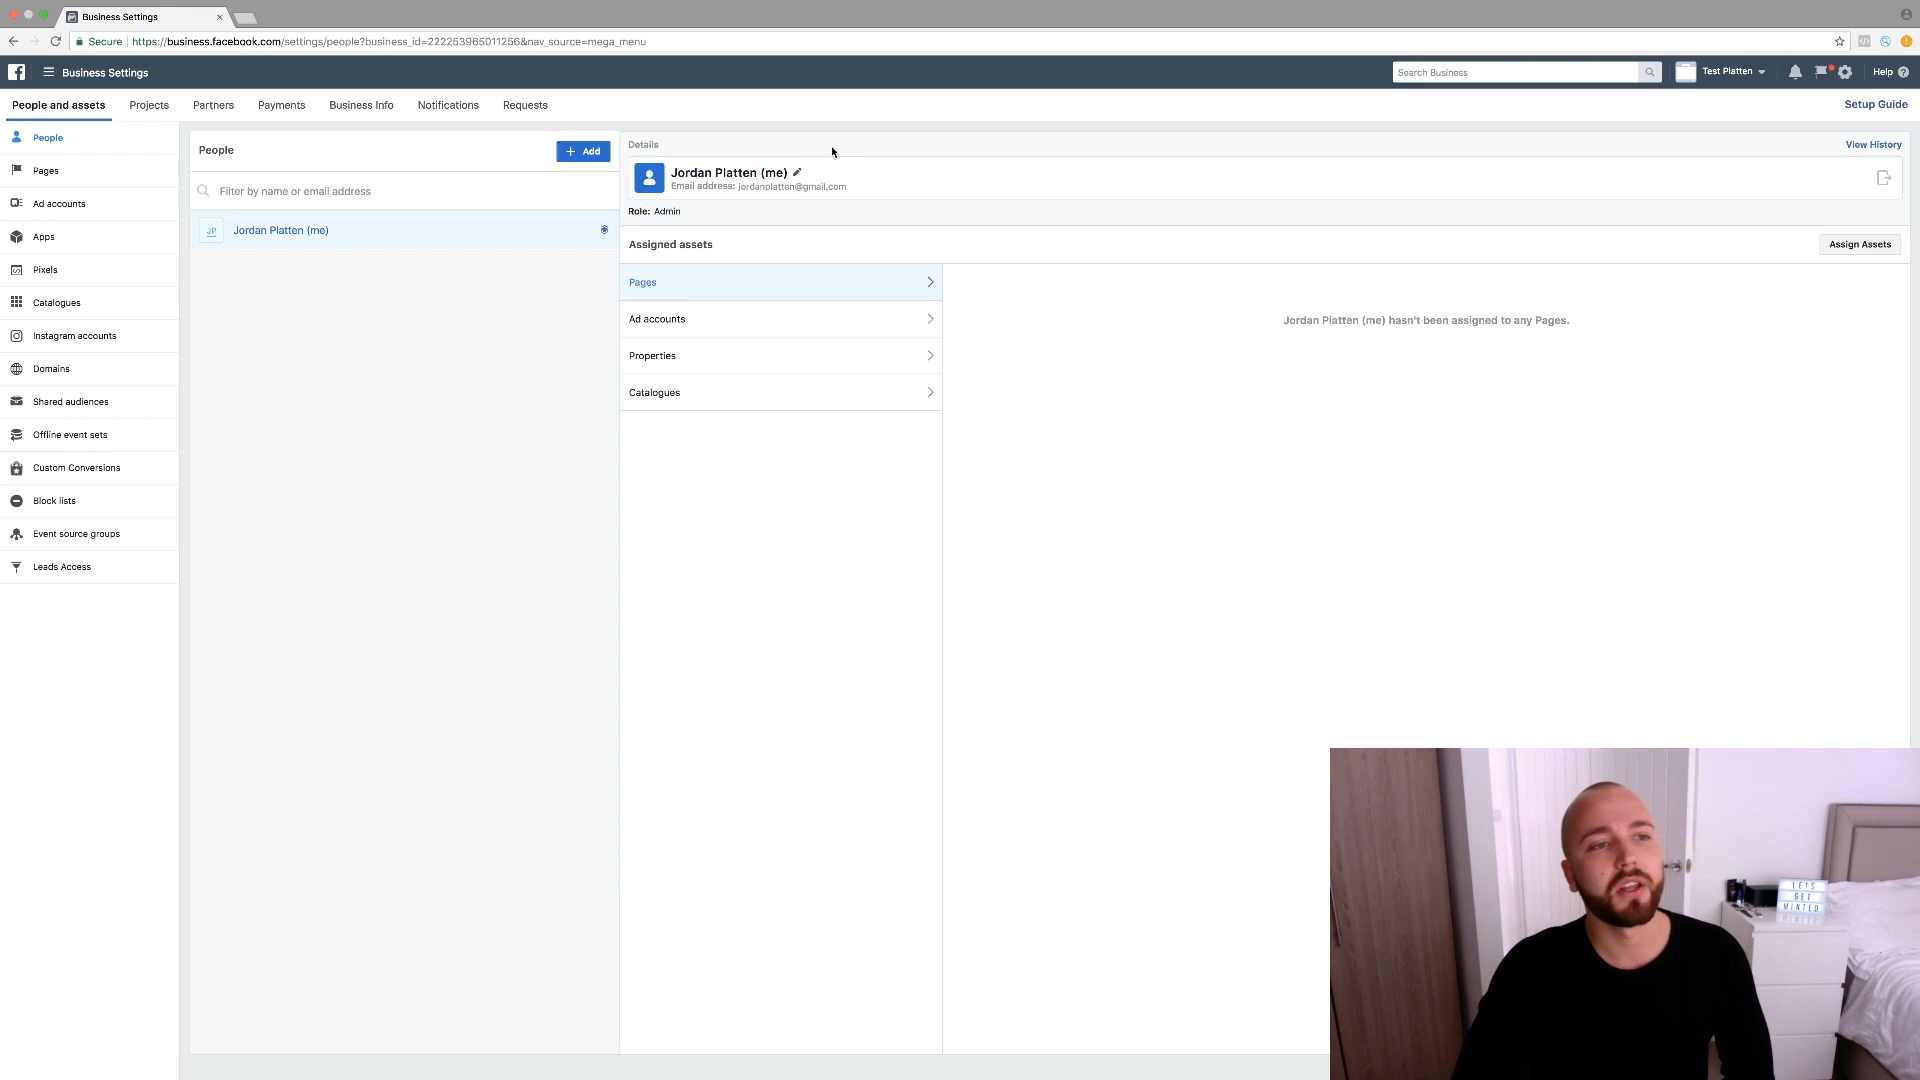 Business Settings
Secure https://business.facebook.com/settings/people?business_id=222253965011256&nav_source=mega_menu
Business Settings
Search Business
Test Platten
Help
People and assets
Projects
Partners
Payments
Business Info
Notifications
Requests
Setup Guide
People
Pages
Ad accounts
Apps
Pixels
Catalogues
Instagram accounts
Domains
Shared audiences
Offline event sets
Custom Conversions
Block lists
Event source groups
Leads Access
People
+ Add
Filter by name or email address
JP
Jordan Platten (me)
Details
View History
Jordan Platten (me)
Email address: jordanplatten@gmail.com
Role: Admin
Assigned assets
Assign Assets
Pages
Ad accounts
Properties
Catalogues
Jordan Platten (me) hasn't been assigned to any Pages.
LETS
GET
MINTED